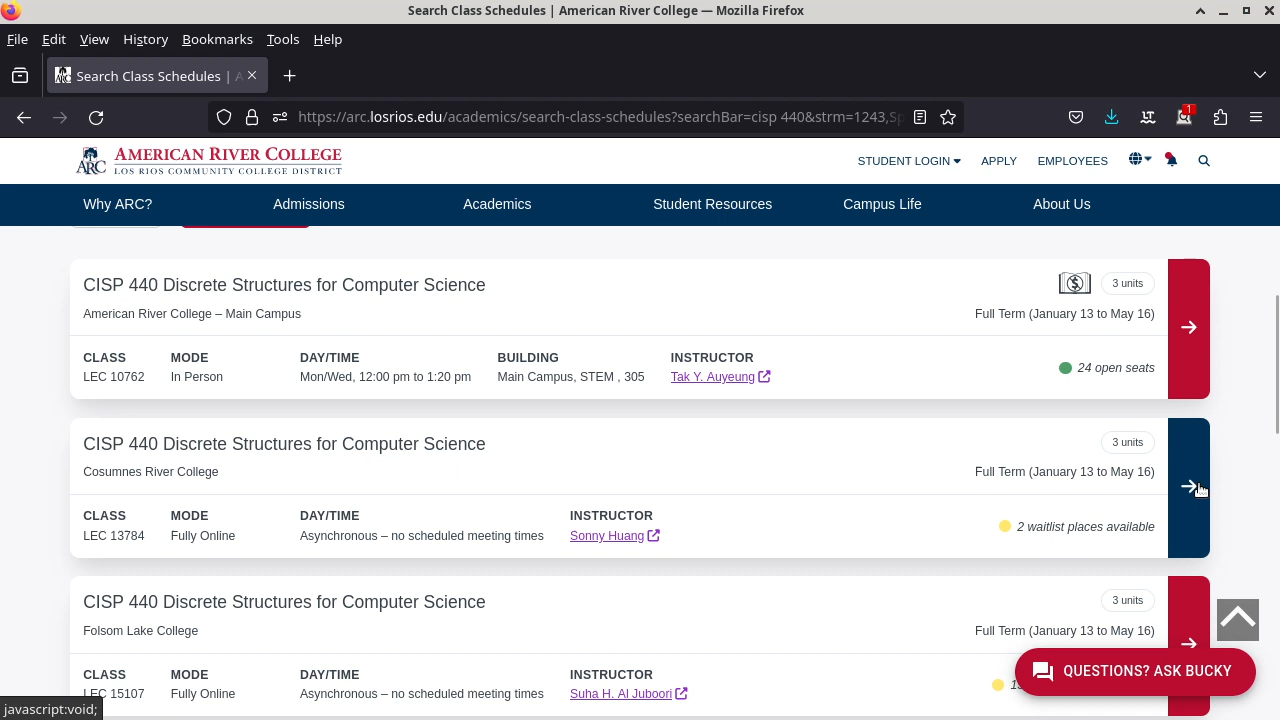 Search Class Schedules | American River College — Mozilla Firefox
File Edit View History Bookmarks Tools Help
Search Class Schedules | A
https://arc.losrios.edu/academics/search-class-schedules?searchBar=cisp 440&strm=1243,Sp
1
ARC
AMERICAN RIVER COLLEGE
LOS RIOS COMMUNITY COLLEGE DISTRICT
STUDENT LOGIN APPLY EMPLOYEES
Why ARC? Admissions Academics Student Resources Campus Life About Us
CISP 440 Discrete Structures for Computer Science
3 units
American River College – Main Campus
Full Term (January 13 to May 16)
CLASS MODE DAY/TIME BUILDING INSTRUCTOR
LEC 10762 In Person Mon/Wed, 12:00 pm to 1:20 pm Main Campus, STEM , 305 Tak Y. Auyeung
24 open seats
CISP 440 Discrete Structures for Computer Science
3 units
Cosumnes River College
Full Term (January 13 to May 16)
CLASS MODE DAY/TIME INSTRUCTOR
LEC 13784 Fully Online Asynchronous – no scheduled meeting times Sonny Huang
2 waitlist places available
CISP 440 Discrete Structures for Computer Science
3 units
Folsom Lake College
Full Term (January 13 to May 16)
CLASS MODE DAY/TIME INSTRUCTOR
LEC 15107 Fully Online Asynchronous – no scheduled meeting times Suha H. Al Juboori
QUESTIONS? ASK BUCKY
javascript:void;